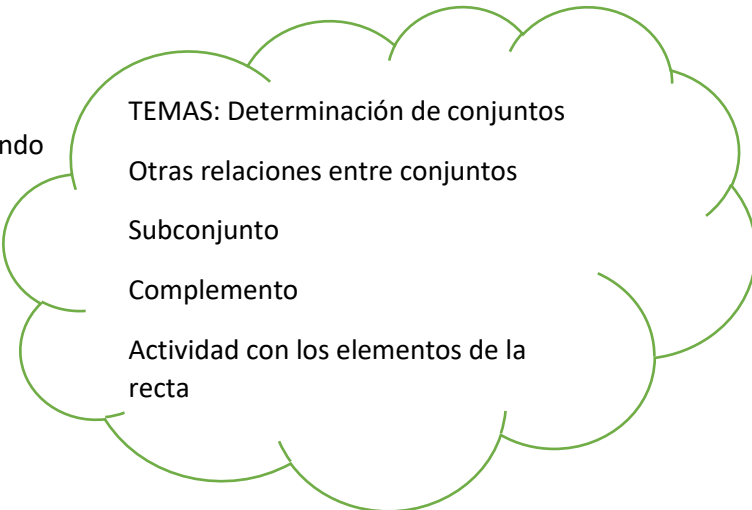 TEMAS: Determinación de conjuntos
ndo
Otras relaciones entre conjuntos
Subconjunto
Complemento
Actividad con los elementos de la
recta